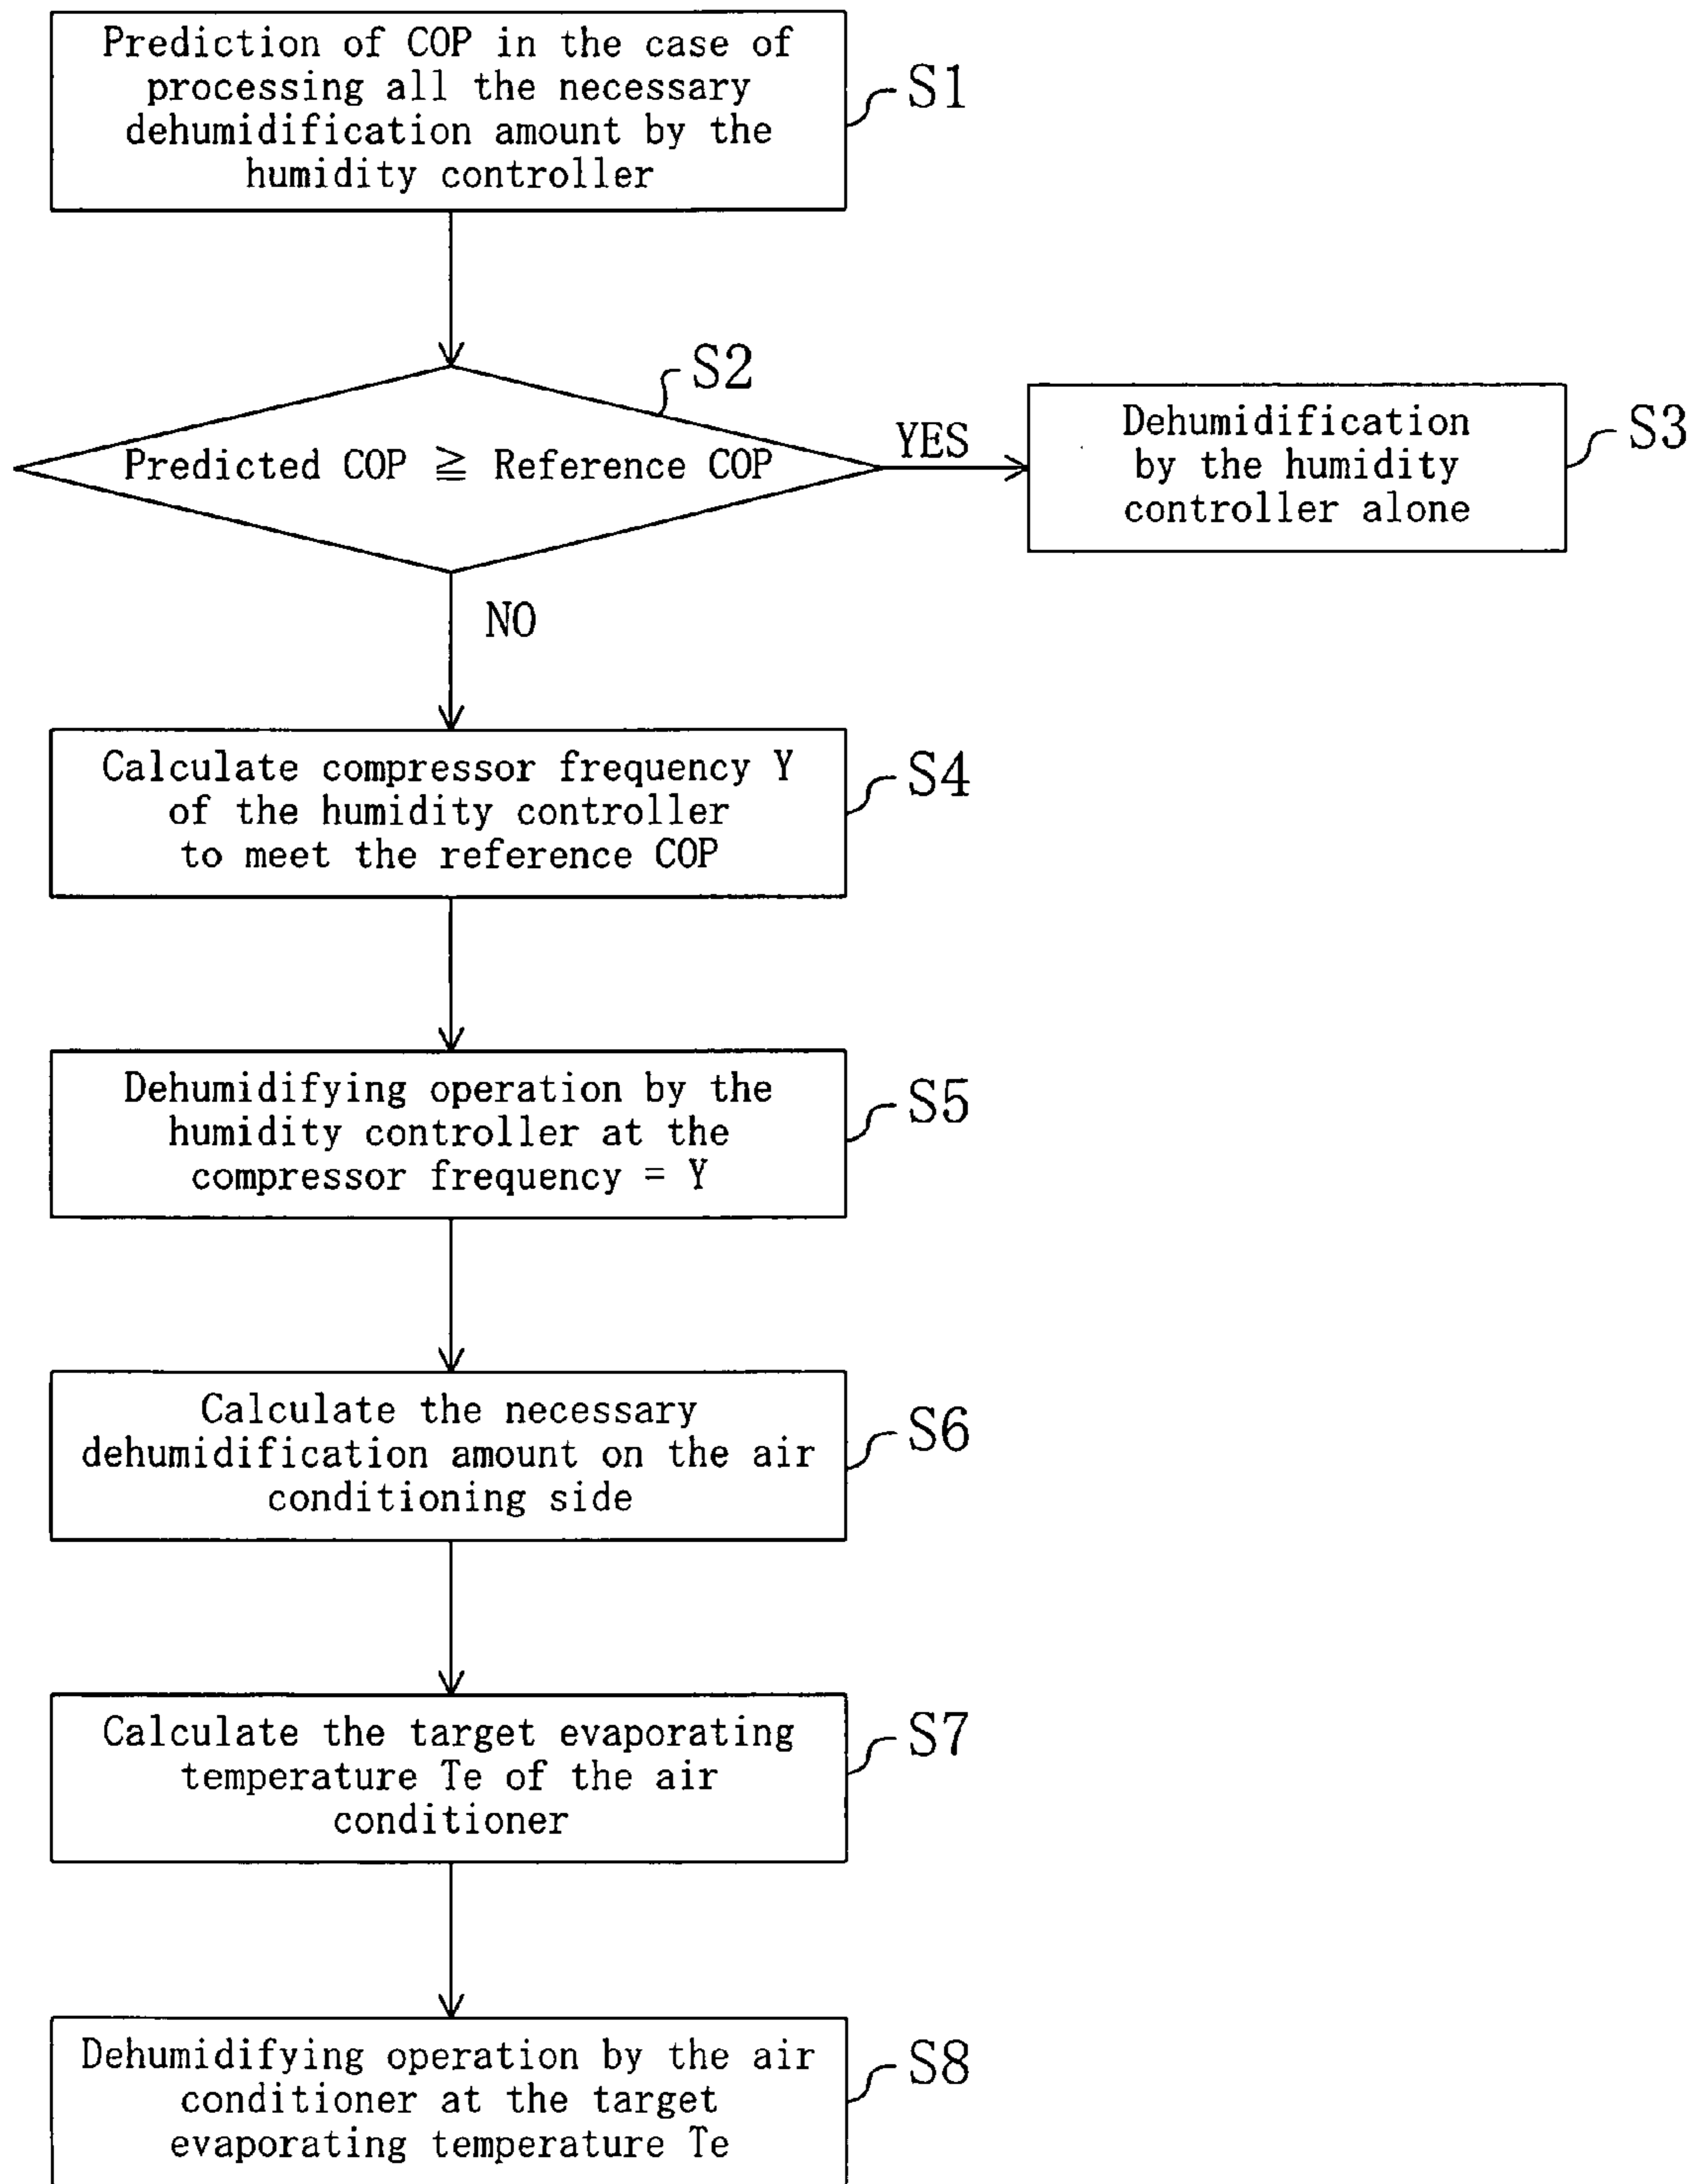 Prediction of COP in the case of
processing all the necessary
dehumidification amount by the
humidity controller
S1
S2
Predicted COP ≧ Reference COP
YES
Dehumidification
by the humidity
controller alone
S3
NO
Calculate compressor frequency Y
of the humidity controller
to meet the reference COP
S4
Dehumidifying operation by the
humidity controller at the
compressor frequency = Y
S5
Calculate the necessary
dehumidification amount on the air
conditioning side
S6
Calculate the target evaporating
temperature Te of the air
conditioner
S7
Dehumidifying operation by the air
conditioner at the target
evaporating temperature Te
S8